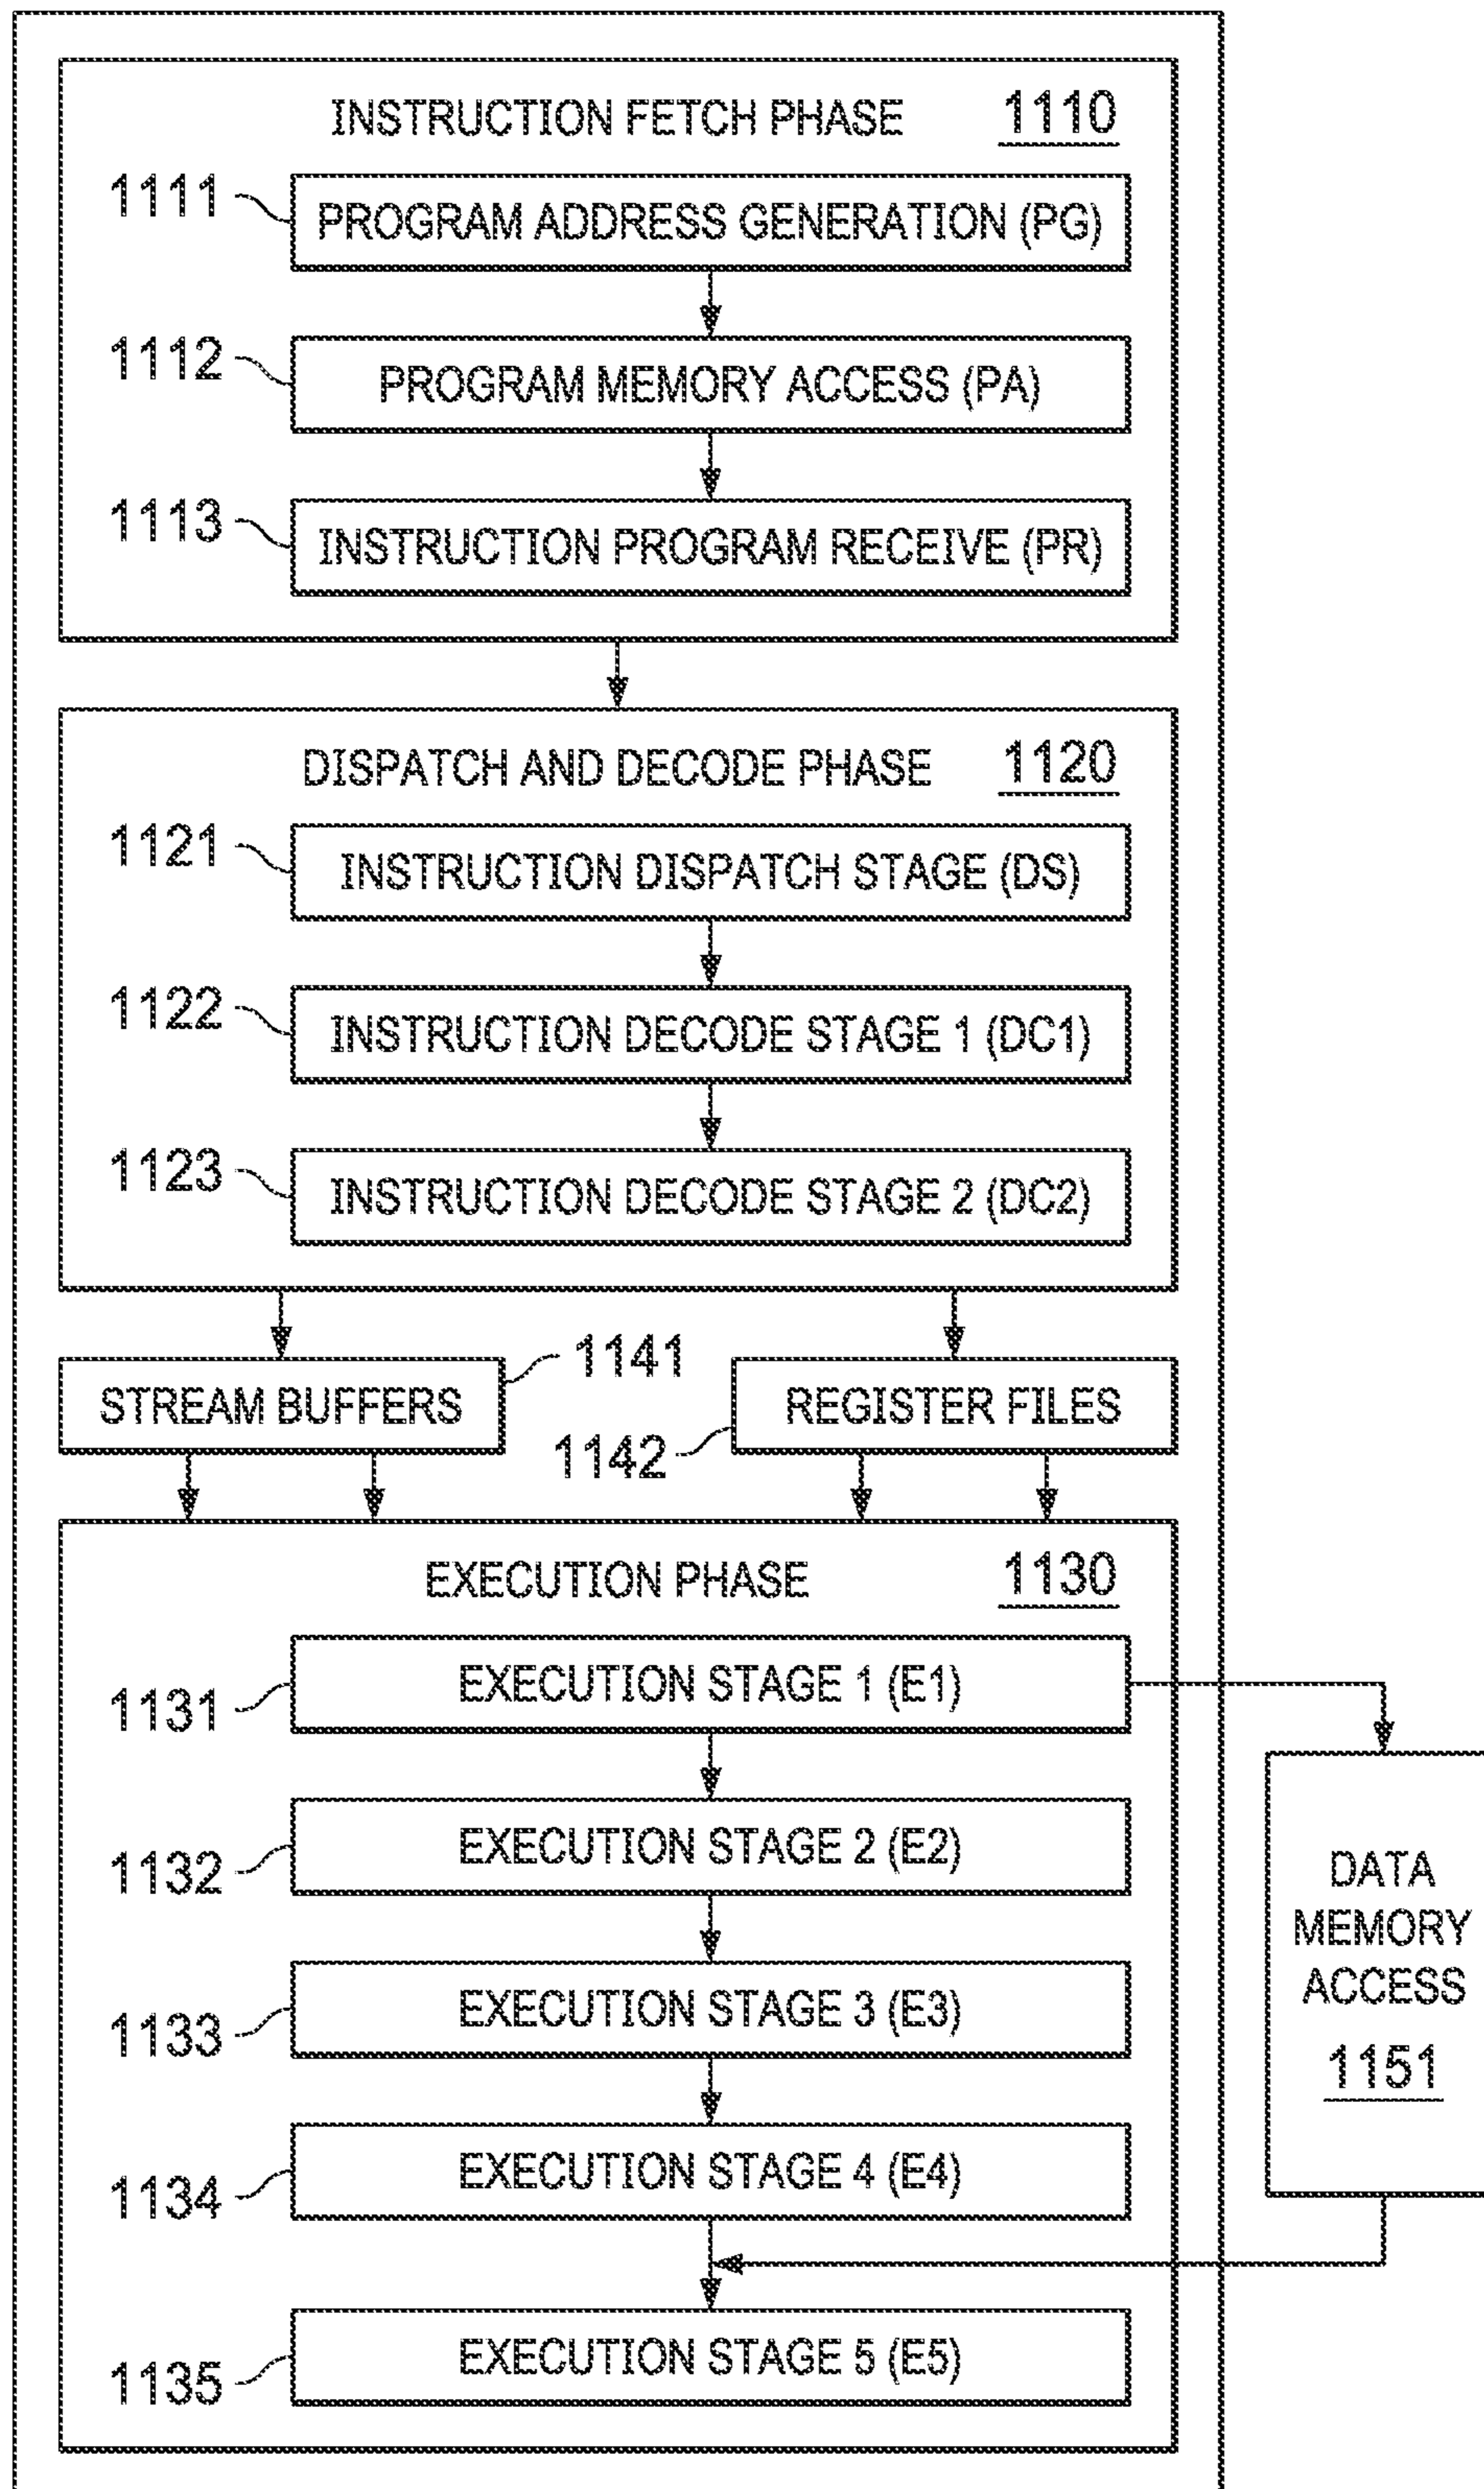 INSTRUCTION FETCH PHASE 1110
1111 PROGRAM ADDRESS GENERATION (PG)
1112 PROGRAM MEMORY ACCESS (PA)
1113 INSTRUCTION PROGRAM RECEIVE (PR)
DISPATCH AND DECODE PHASE 1120
1121 INSTRUCTION DISPATCH STAGE (DS)
1122 INSTRUCTION DECODE STAGE 1 (DC1)
1123 INSTRUCTION DECODE STAGE 2 (DC2)
STREAM BUFFERS 1141
1142 REGISTER FILES
EXECUTION PHASE 1130
1131 EXECUTION STAGE 1 (E1)
1132 EXECUTION STAGE 2 (E2)
1133 EXECUTION STAGE 3 (E3)
1134 EXECUTION STAGE 4 (E4)
1135 EXECUTION STAGE 5 (E5)
DATA
MEMORY
ACCESS
1151